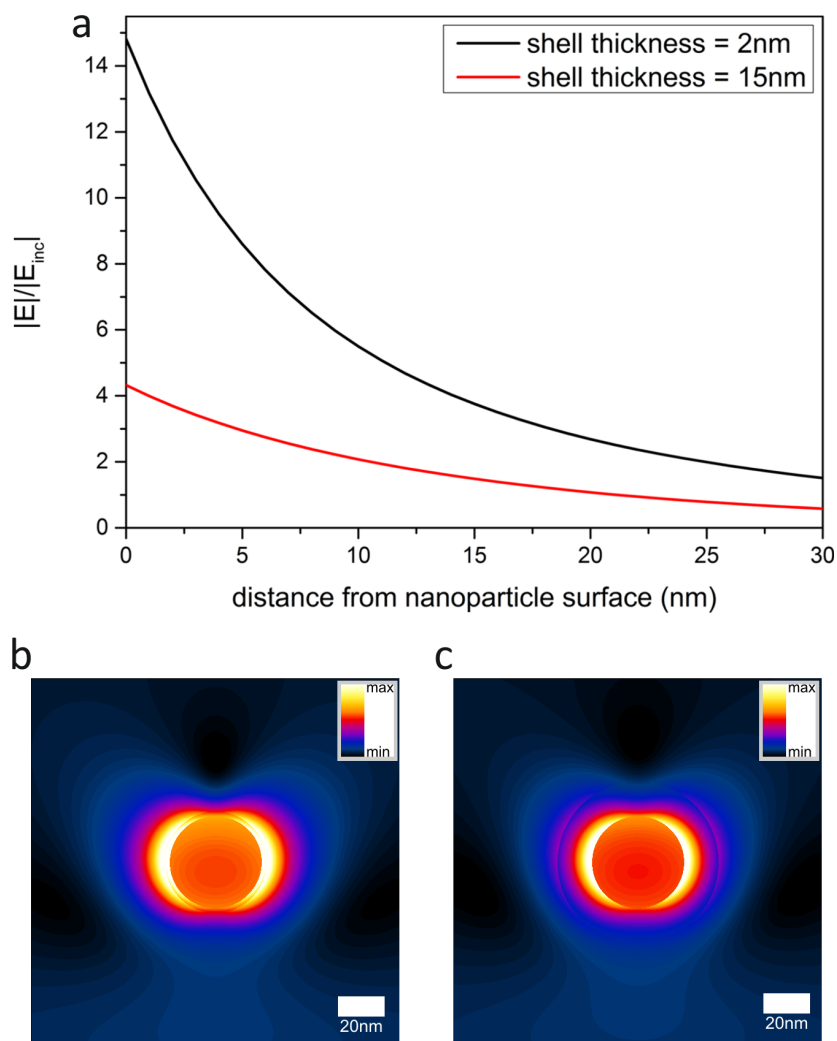 a
shell thickness = 2nm
shell thickness = 15nm
14
12
10
8
6
4
2
0
|E|/|E_inc|
0 5 10 15 20 25 30
distance from nanoparticle surface (nm)
b
max
min
20nm
c
max
min
20nm